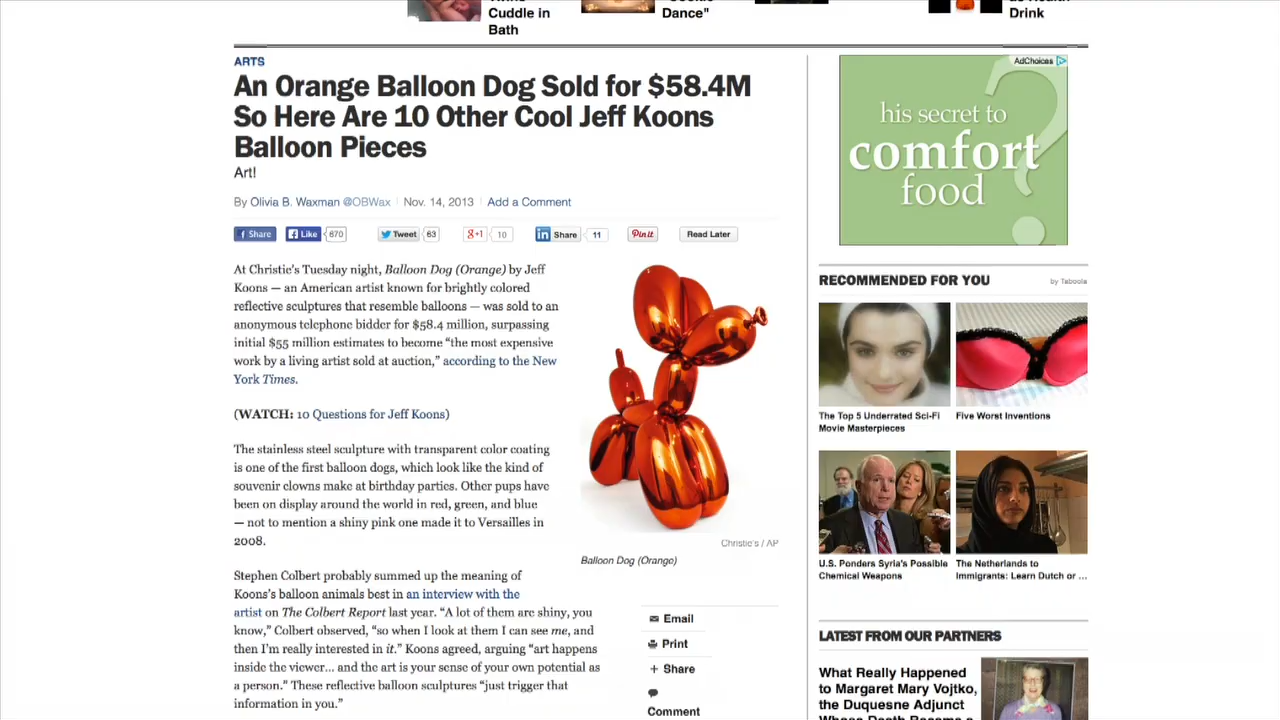 Cuddle in
Bath
Dance"
Drink
ARTS
An Orange Balloon Dog Sold for $58.4M
So Here Are 10 Other Cool Jeff Koons
Balloon Pieces
Art!
By Olivia B. Waxman @OBWax Nov. 14, 2013 Add a Comment
Share Like 670 Tweet 63 +1 10 in Share 11 Pin it Read Later
At Christie's Tuesday night, Balloon Dog (Orange) by Jeff
Koons — an American artist known for brightly colored
reflective sculptures that resemble balloons — was sold to an
anonymous telephone bidder for $58.4 million, surpassing
initial $55 million estimates to become "the most expensive
work by a living artist sold at auction," according to the New
York Times.
(WATCH: 10 Questions for Jeff Koons)
The stainless steel sculpture with transparent color coating
is one of the first balloon dogs, which look like the kind of
souvenir clowns make at birthday parties. Other pups have
been on display around the world in red, green, and blue
— not to mention a shiny pink one made it to Versailles in
2008.
Christie's / AP
Balloon Dog (Orange)
Stephen Colbert probably summed up the meaning of
Koons's balloon animals best in an interview with the
artist on The Colbert Report last year. "A lot of them are shiny, you
know," Colbert observed, "so when I look at them I can see me, and
then I'm really interested in it." Koons agreed, arguing "art happens
inside the viewer... and the art is your sense of your own potential as
a person." These reflective balloon sculptures "just trigger that
information in you."
Email
Print
+ Share
Comment
AdChoices
his secret to
comfort
food
?
RECOMMENDED FOR YOU
by Taboola
The Top 5 Underrated Sci-Fi
Movie Masterpieces
Five Worst Inventions
U.S. Ponders Syria's Possible
Chemical Weapons
The Netherlands to
Immigrants: Learn Dutch or ...
LATEST FROM OUR PARTNERS
What Really Happened
to Margaret Mary Vojtko,
the Duquesne Adjunct